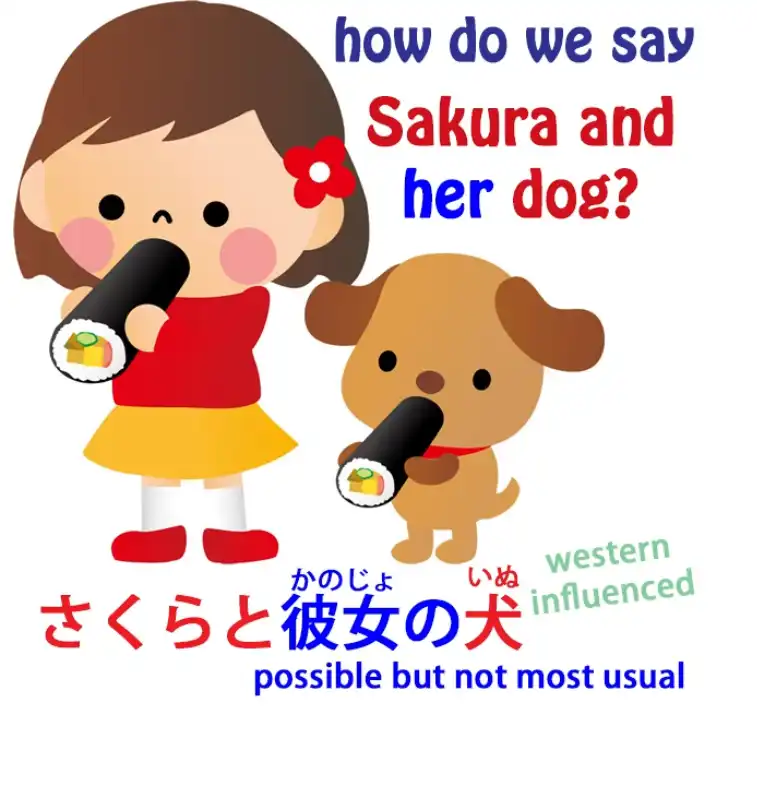 how do we say
Sakura and
her dog?
western
influenced
かのじょ いぬ
さくらと彼女の犬
possible but not most usual